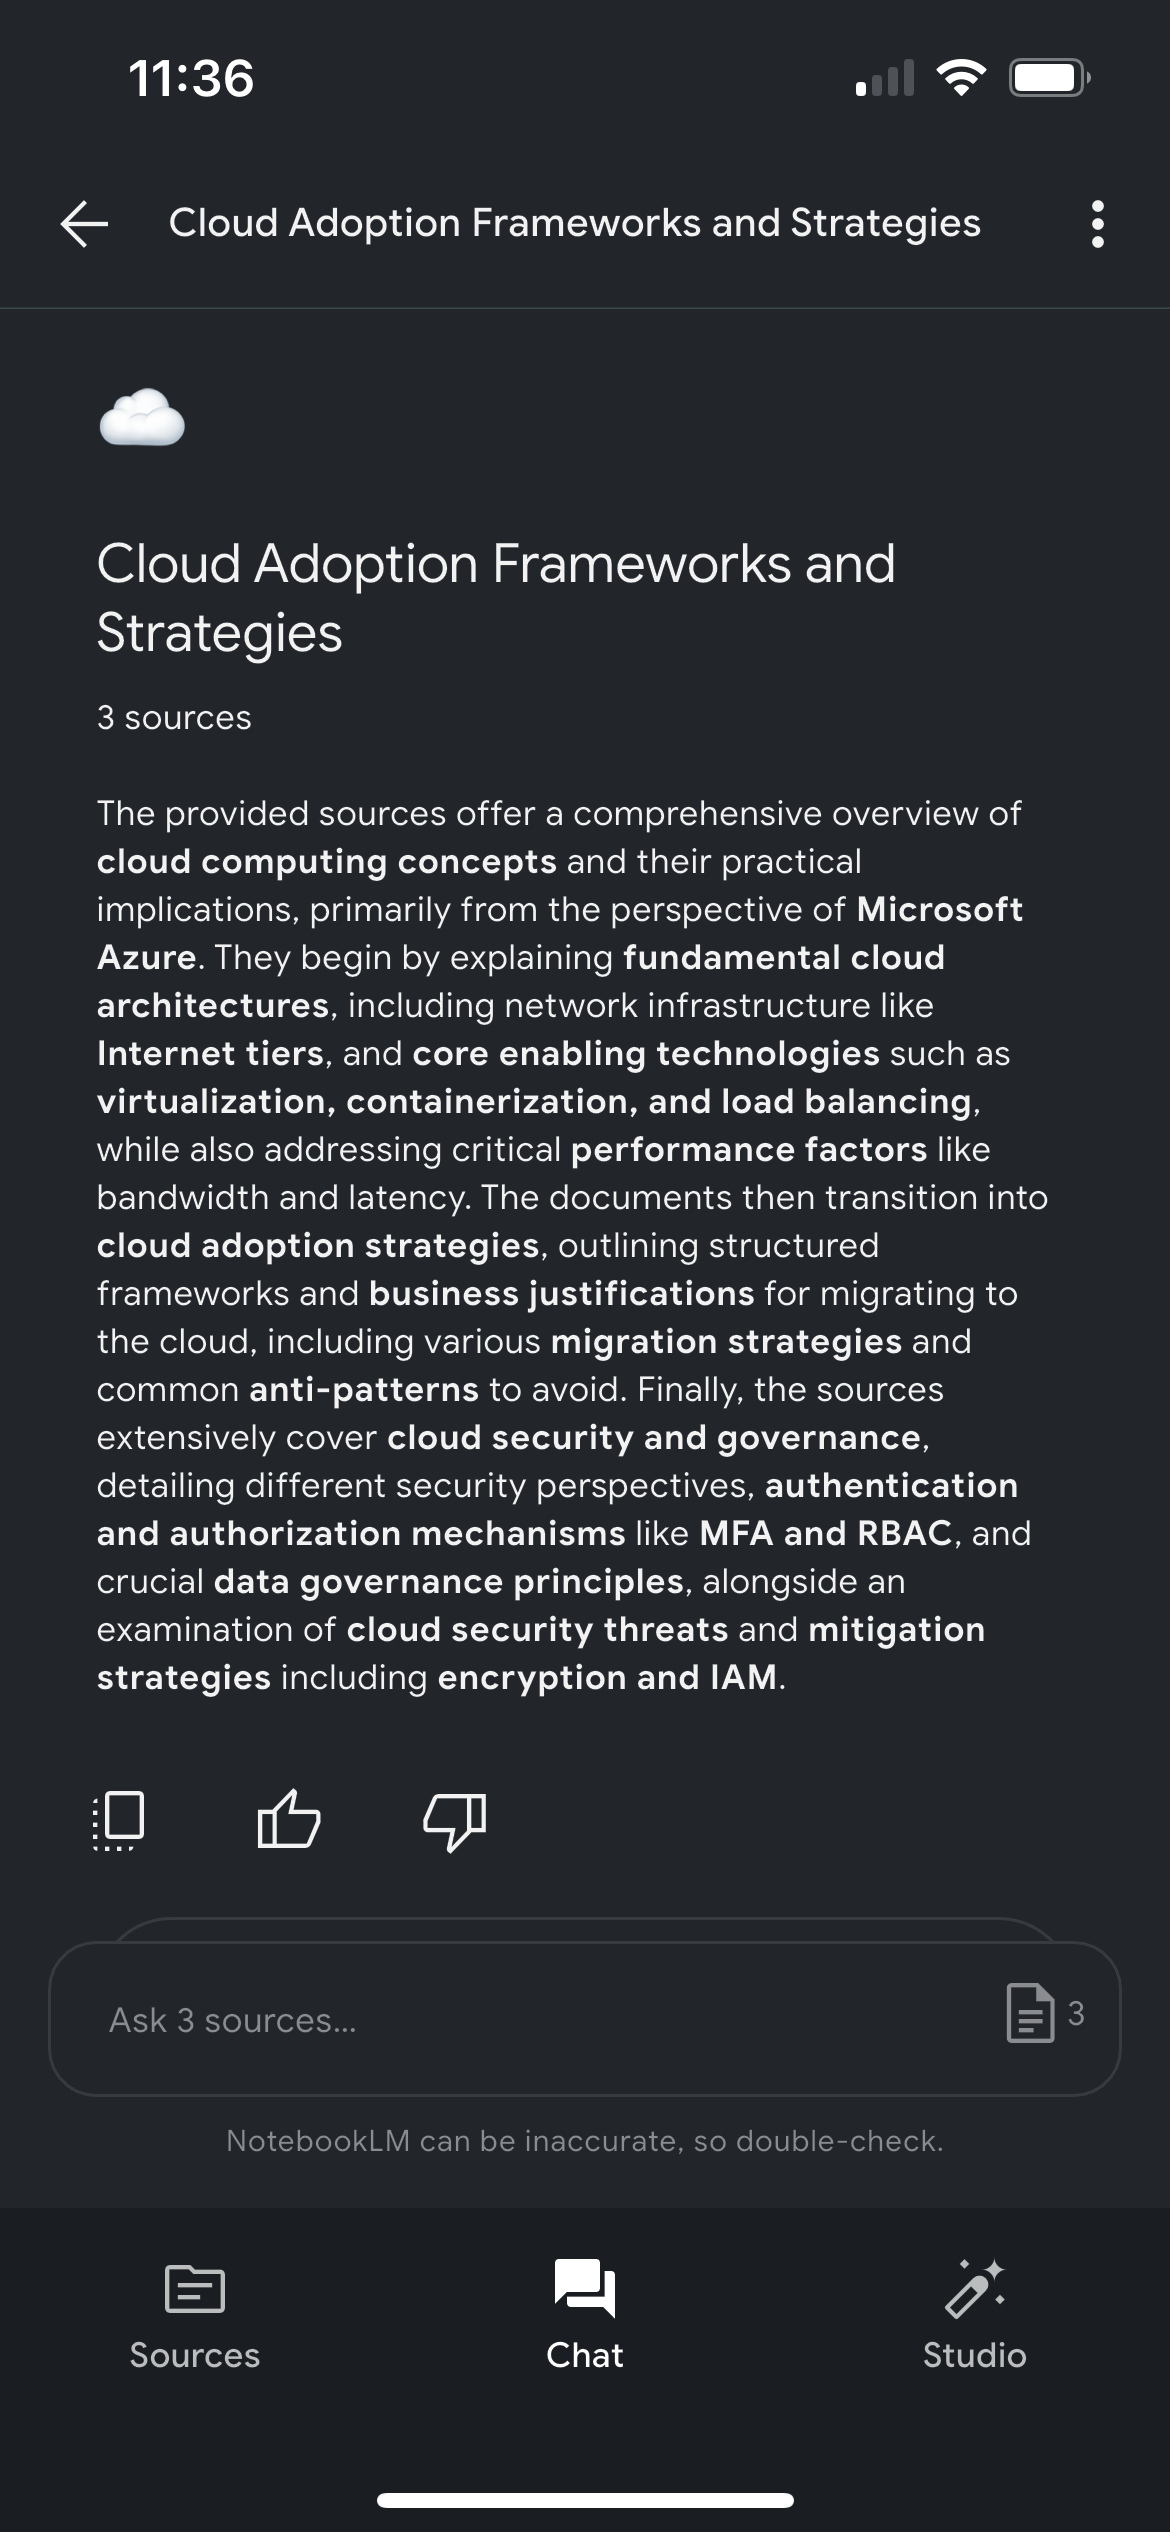 11:36
Cloud Adoption Frameworks and Strategies
Cloud Adoption Frameworks and
Strategies
3 sources
The provided sources offer a comprehensive overview of
cloud computing concepts and their practical
implications, primarily from the perspective of Microsoft
Azure. They begin by explaining fundamental cloud
architectures, including network infrastructure like
Internet tiers, and core enabling technologies such as
virtualization, containerization, and load balancing,
while also addressing critical performance factors like
bandwidth and latency. The documents then transition into
cloud adoption strategies, outlining structured
frameworks and business justifications for migrating to
the cloud, including various migration strategies and
common anti-patterns to avoid. Finally, the sources
extensively cover cloud security and governance,
detailing different security perspectives, authentication
and authorization mechanisms like MFA and RBAC, and
crucial data governance principles, alongside an
examination of cloud security threats and mitigation
strategies including encryption and IAM.
Ask 3 sources...
3
NotebookLM can be inaccurate, so double-check.
Sources
Chat
Studio